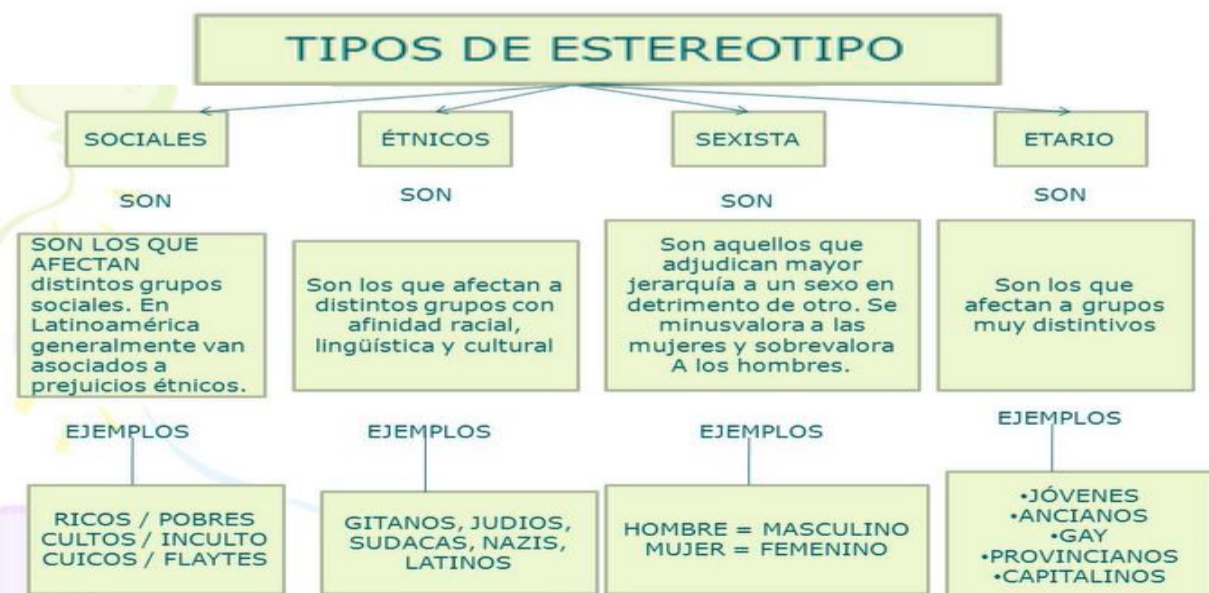 TIPOS DE ESTEREOTIPO
SOCIALES
SON
SON LOS QUE
AFECTAN
distintos grupos
sociales. En
Latinoamérica
generalmente van
asociados a
prejuicios étnicos.
EJEMPLOS
RICOS / POBRES
CULTOS / INCULTO
CUICOS / FLAYTES
ÉTNICOS
SON
Son los que afectan a
distintos grupos con
afinidad racial,
lingüística y cultural
EJEMPLOS
GITANOS, JUDIOS,
SUDACAS, NAZIS,
LATINOS
SEXISTA
SON
Son aquellos que
adjudican mayor
jerarquía a un sexo en
detrimento de otro. Se
minusvalora a las
mujeres y sobrevalora
A los hombres.
EJEMPLOS
HOMBRE = MASCULINO
MUJER = FEMENINO
ETARIO
SON
Son los que
afectan a grupos
muy distintivos
EJEMPLOS
•JÓVENES
•ANCIANOS
•GAY
•PROVINCIANOS
•CAPITALINOS